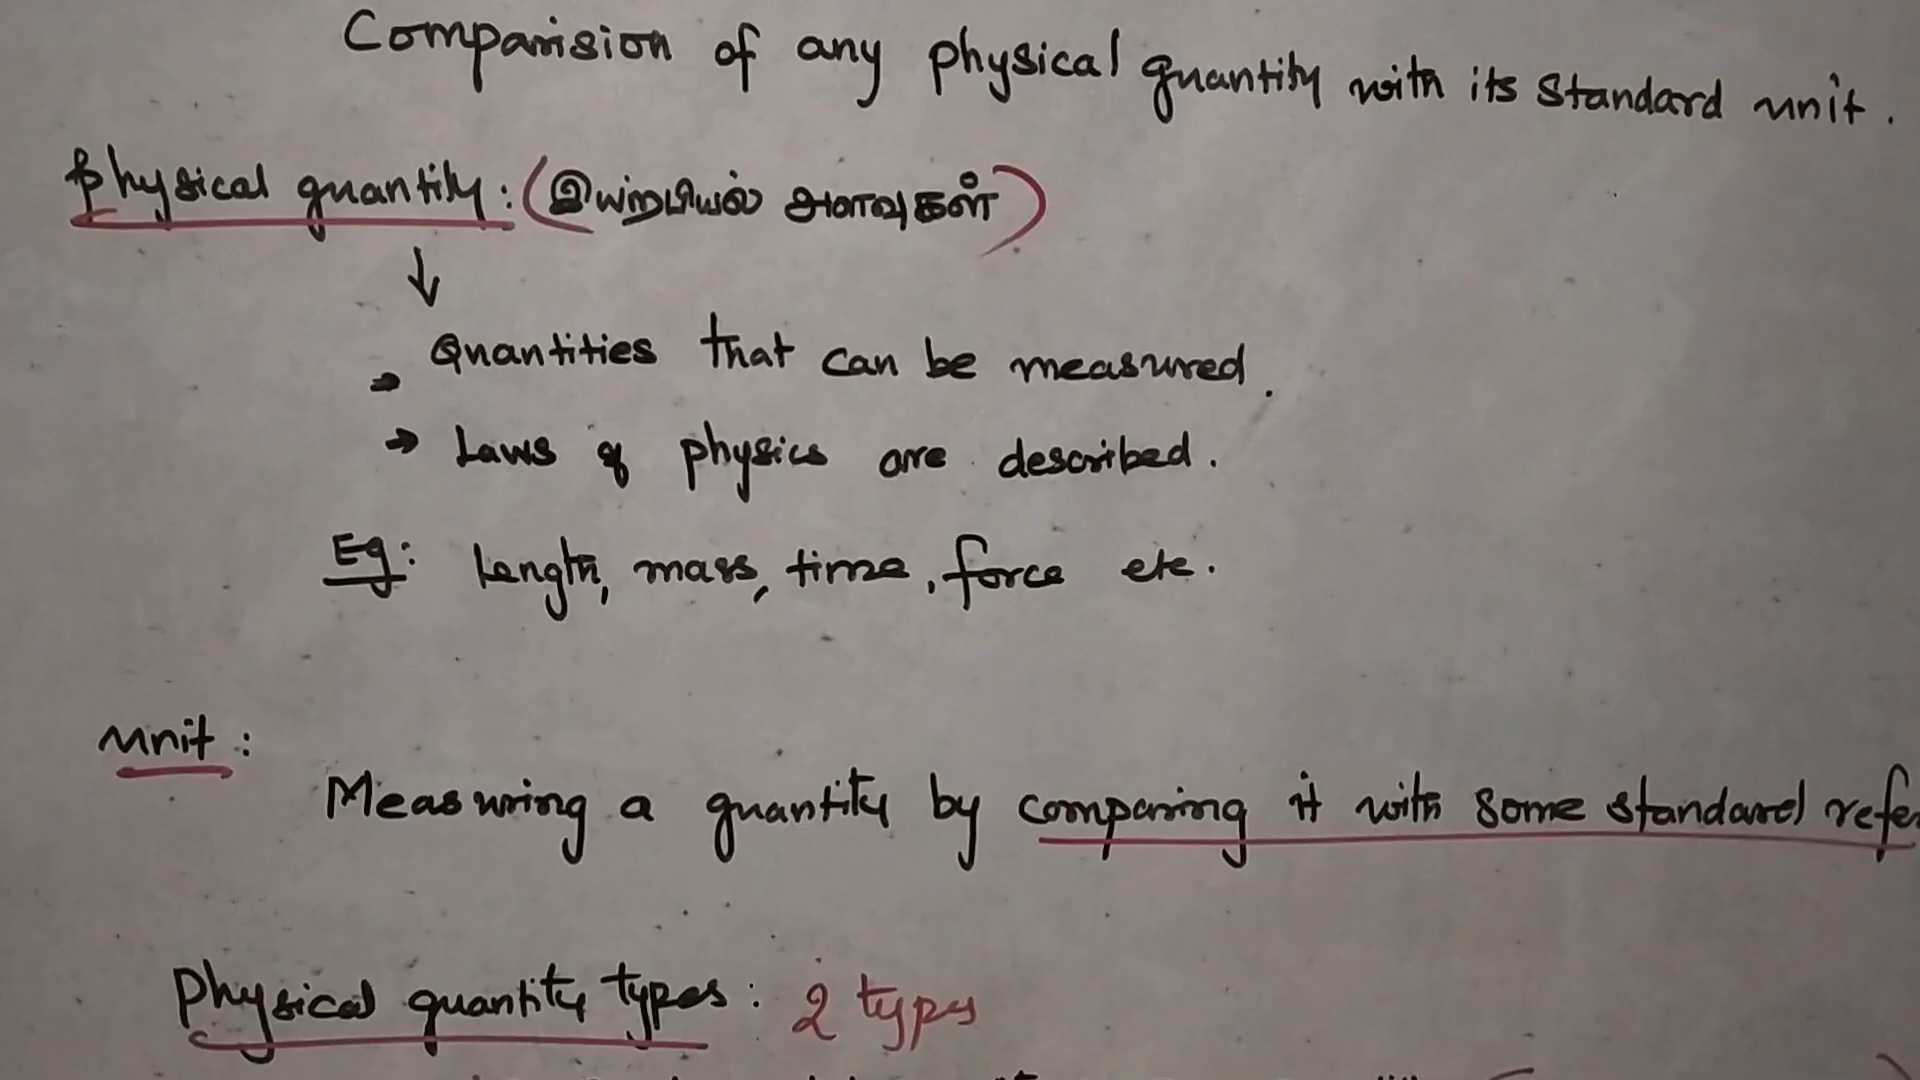 Comparision of any physical quantity with its standard unit.
Physical quantity: (இயற்பியல் அளவுகள்)
↓
→ Quantities that can be measured.
→ Laws of physics are described.
Eg: Length, mass, time, force etc.
Unit:
Measuring a quantity by comparing it with some standard refe
Physical quantity types: 2 types